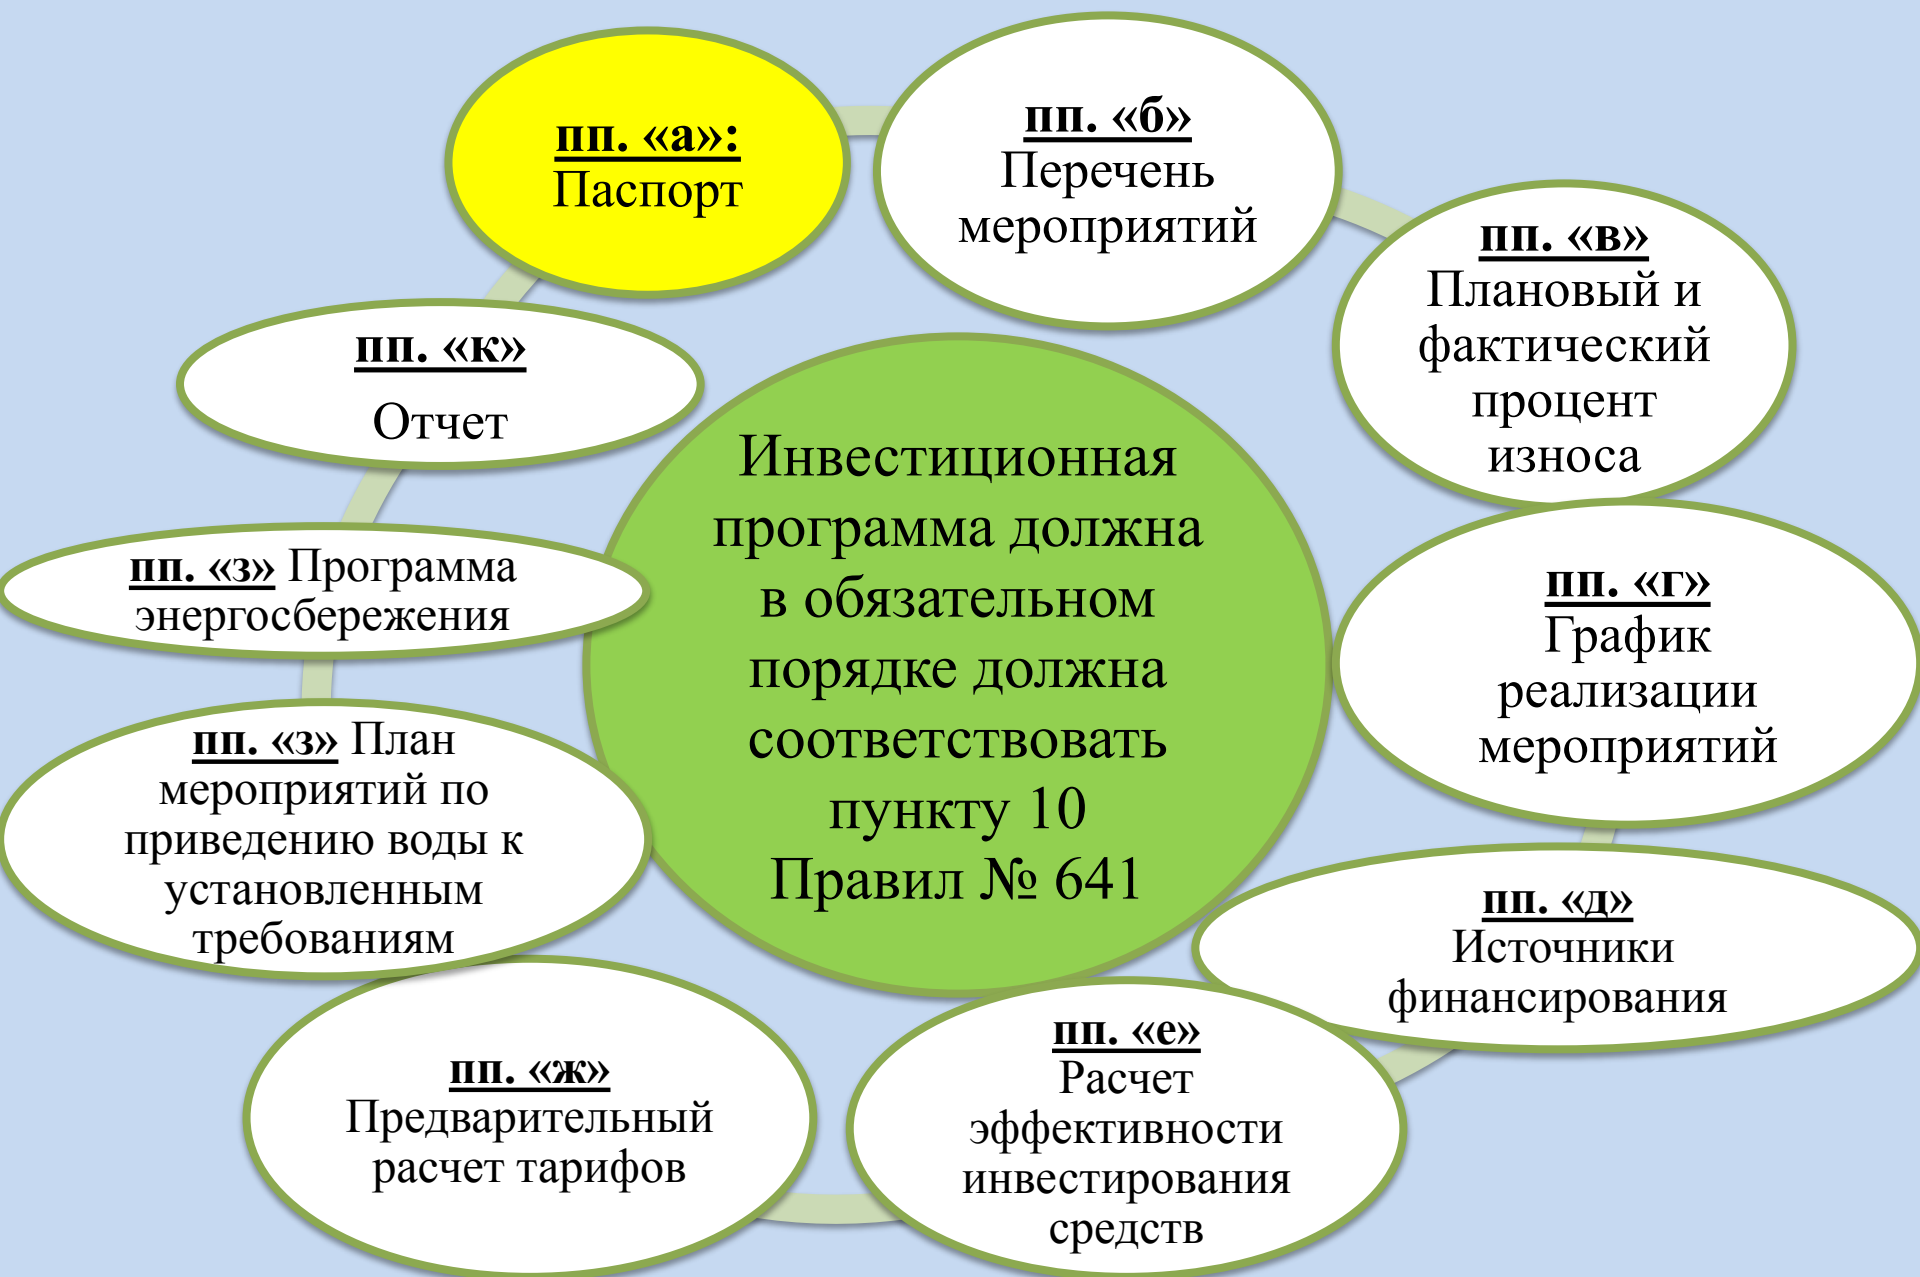 пп. «а»:
Паспорт
пп. «б»
Перечень
мероприятий
пп. «в»
Плановый и
фактический
процент
износа
пп. «г»
График
реализации
мероприятий
пп. «д»
Источники
финансирования
пп. «е»
Расчет
эффективности
инвестирования
средств
пп. «ж»
Предварительный
расчет тарифов
пп. «з» План
мероприятий по
приведению воды к
установленным
требованиям
пп. «з» Программа
энергосбережения
пп. «к»
Отчет
Инвестиционная
программа должна
в обязательном
порядке должна
соответствовать
пункту 10
Правил № 641